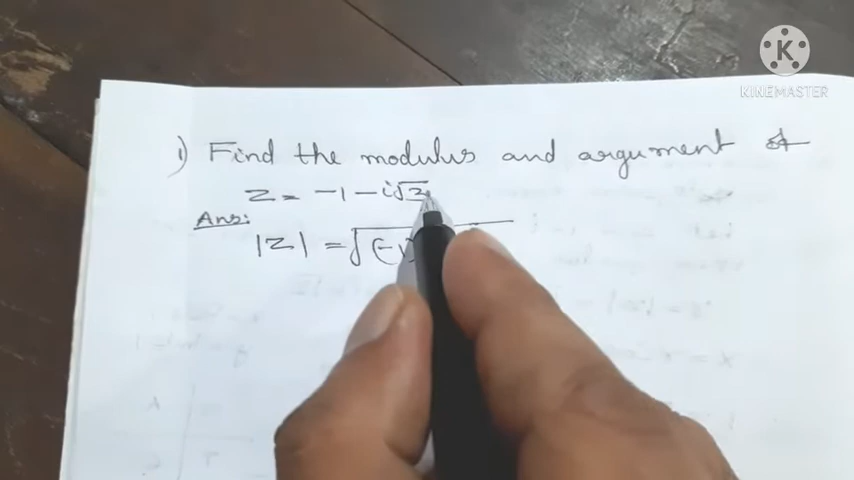 K
KINEMASTER
1) Find the modulus and argument of
z = -1 - i√3
Ans:
|z| = √(-1)